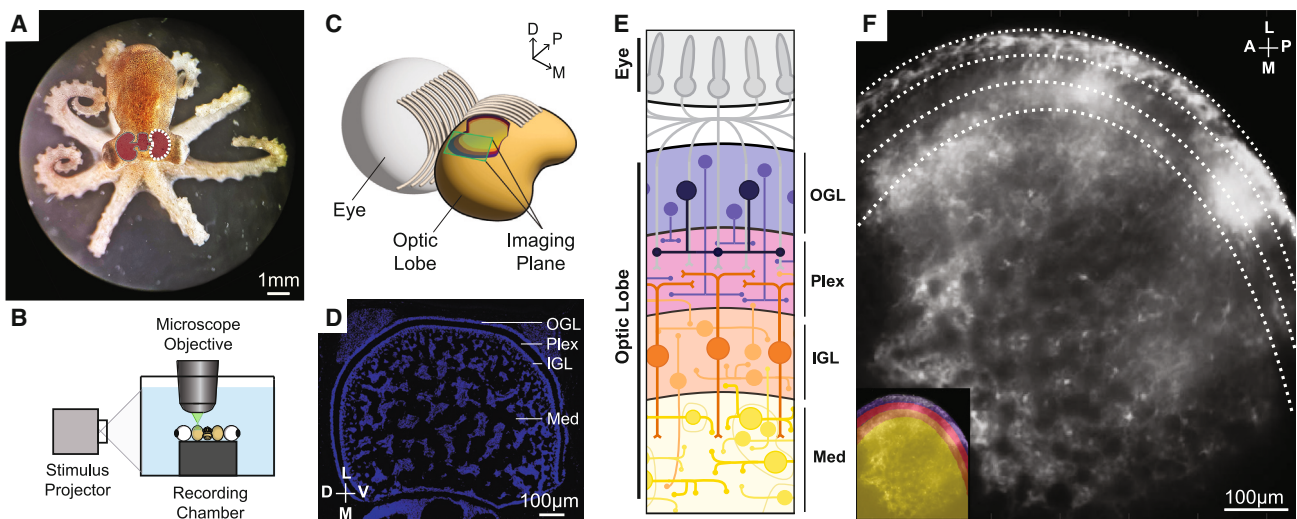 A
1mm
B
Microscope
Objective
Stimulus
Projector
Recording
Chamber
C
D
P
M
Eye
Optic
Lobe
Imaging
Plane
D
OGL
Plex
IGL
Med
L
D V
M
100µm
E
Eye
Optic Lobe
OGL
Plex
IGL
Med
F
L
A P
M
100µm